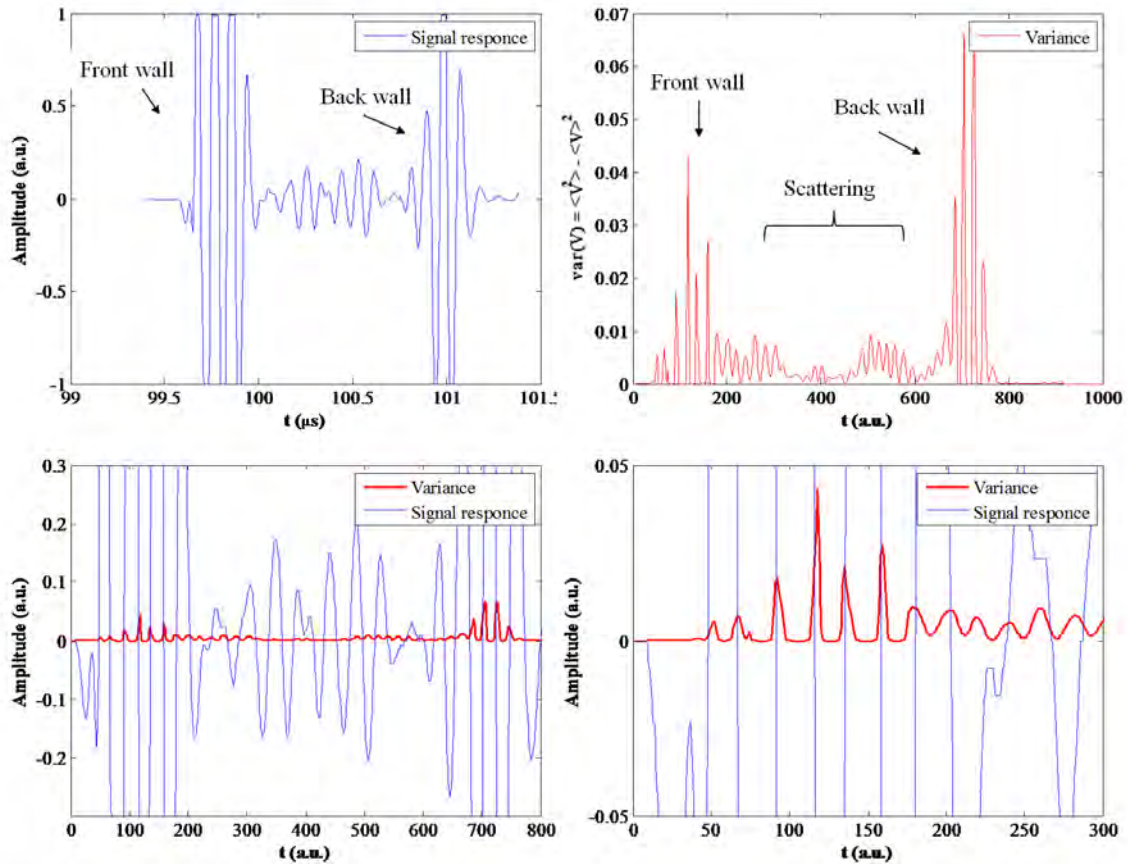 Signal responce
Front wall
Back wall
1
0.5
0
-0.5
-1
99
99.5
100
100.5
101
Amplitude (a.u.)
t (µs)
Variance
Front wall
Back wall
Scattering
0.07
0.06
0.05
0.04
0.03
0.02
0.01
0
0
200
400
600
800
1000
var(V) = <V²> - <V>²
t (a.u.)
Variance
Signal responce
0.3
0.2
0.1
0
-0.1
-0.2
0
100
200
300
400
500
600
700
800
Amplitude (a.u.)
t (a.u.)
Variance
Signal responce
0.05
0
-0.05
0
50
100
150
200
250
300
Amplitude (a.u.)
t (a.u.)